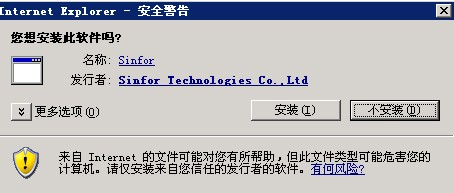 Internet Explorer - 安全警告
您想安装此软件吗?
名称: Sinfor
发行者: Sinfor Technologies Co.,Ltd
更多选项(O)
安装(I)
不安装(D)
来自 Internet 的文件可能对您有所帮助，但此文件类型可能危害您的
计算机。请仅安装来自您信任的发行者的软件。有何风险?